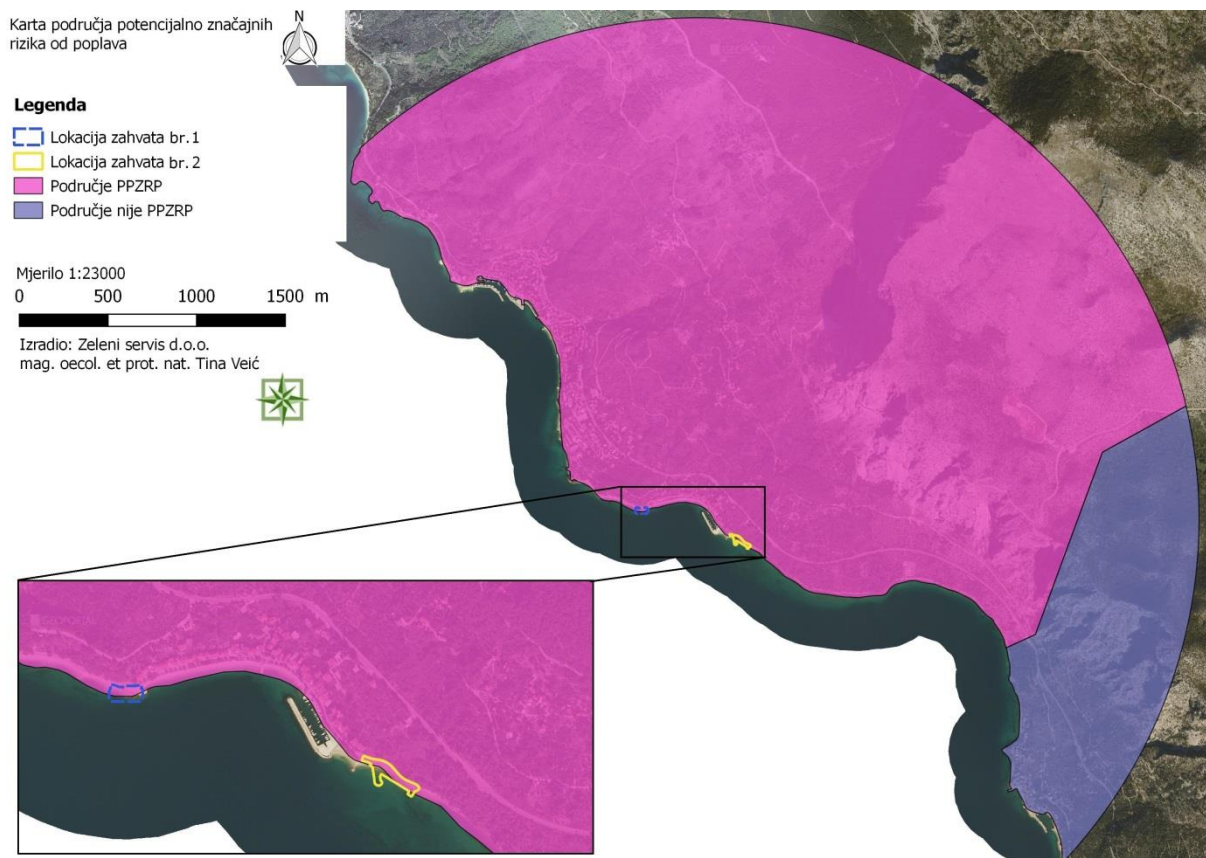 Karta područja potencijalno značajnih
rizika od poplava
N
Legenda
Lokacija zahvata br.1
Lokacija zahvata br.2
Područje PPZRP
Područje nije PPZRP
Mjerilo 1:23000
0 500 1000 1500 m
Izradio: Zeleni servis d.o.o.
mag. oecol. et prot. nat. Tina Veić